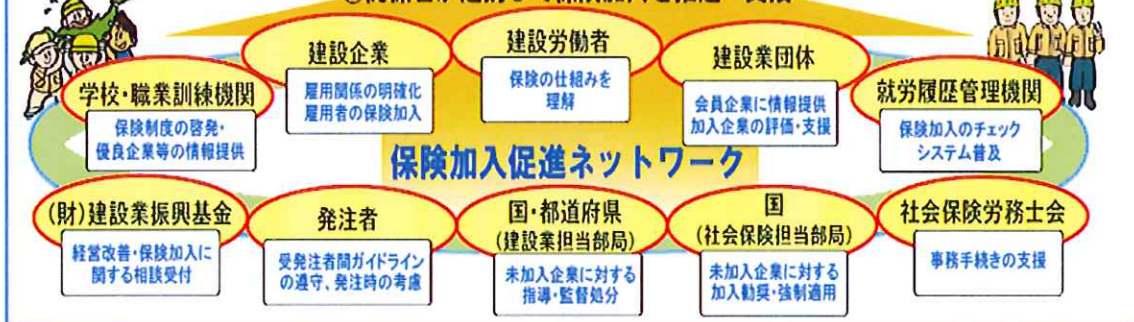 建設企業
雇用関係の明確化
雇用者の保険加入
建設労働者
保険の仕組みを
理解
建設業団体
会員企業に情報提供
加入企業の評価・支援
学校・職業訓練機関
保険制度の啓発・
優良企業等の情報提供
就労履歴管理機関
保険加入のチェック
システム普及
保険加入促進ネットワーク
(財)建設業振興基金
経営改善・保険加入に
関する相談受付
発注者
受発注者間ガイドライン
の遵守、発注時の考慮
国・都道府県
(建設業担当部局)
未加入企業に対する
指導・監督処分
国
(社会保険担当部局)
未加入企業に対する
加入勧奨・強制適用
社会保険労務士会
事務手続きの支援